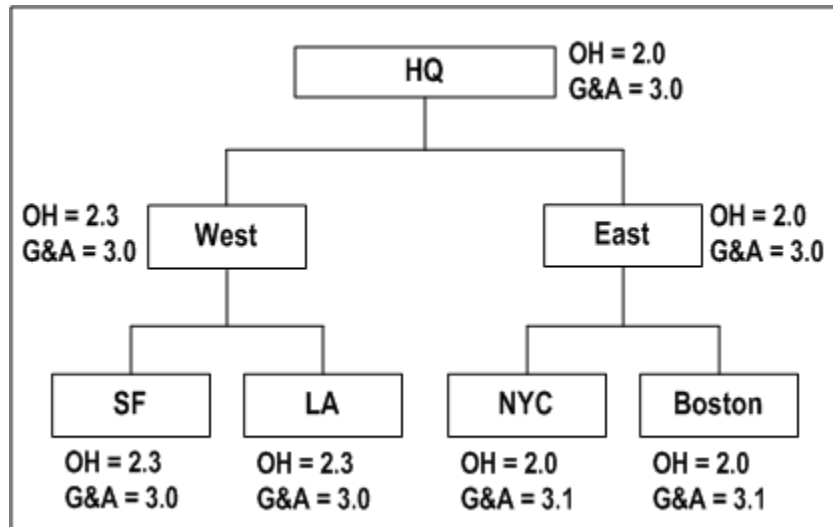 HQ
OH = 2.0
G&A = 3.0
OH = 2.3
G&A = 3.0
West
East
OH = 2.0
G&A = 3.0
SF
LA
NYC
Boston
OH = 2.3
G&A = 3.0
OH = 2.3
G&A = 3.0
OH = 2.0
G&A = 3.1
OH = 2.0
G&A = 3.1